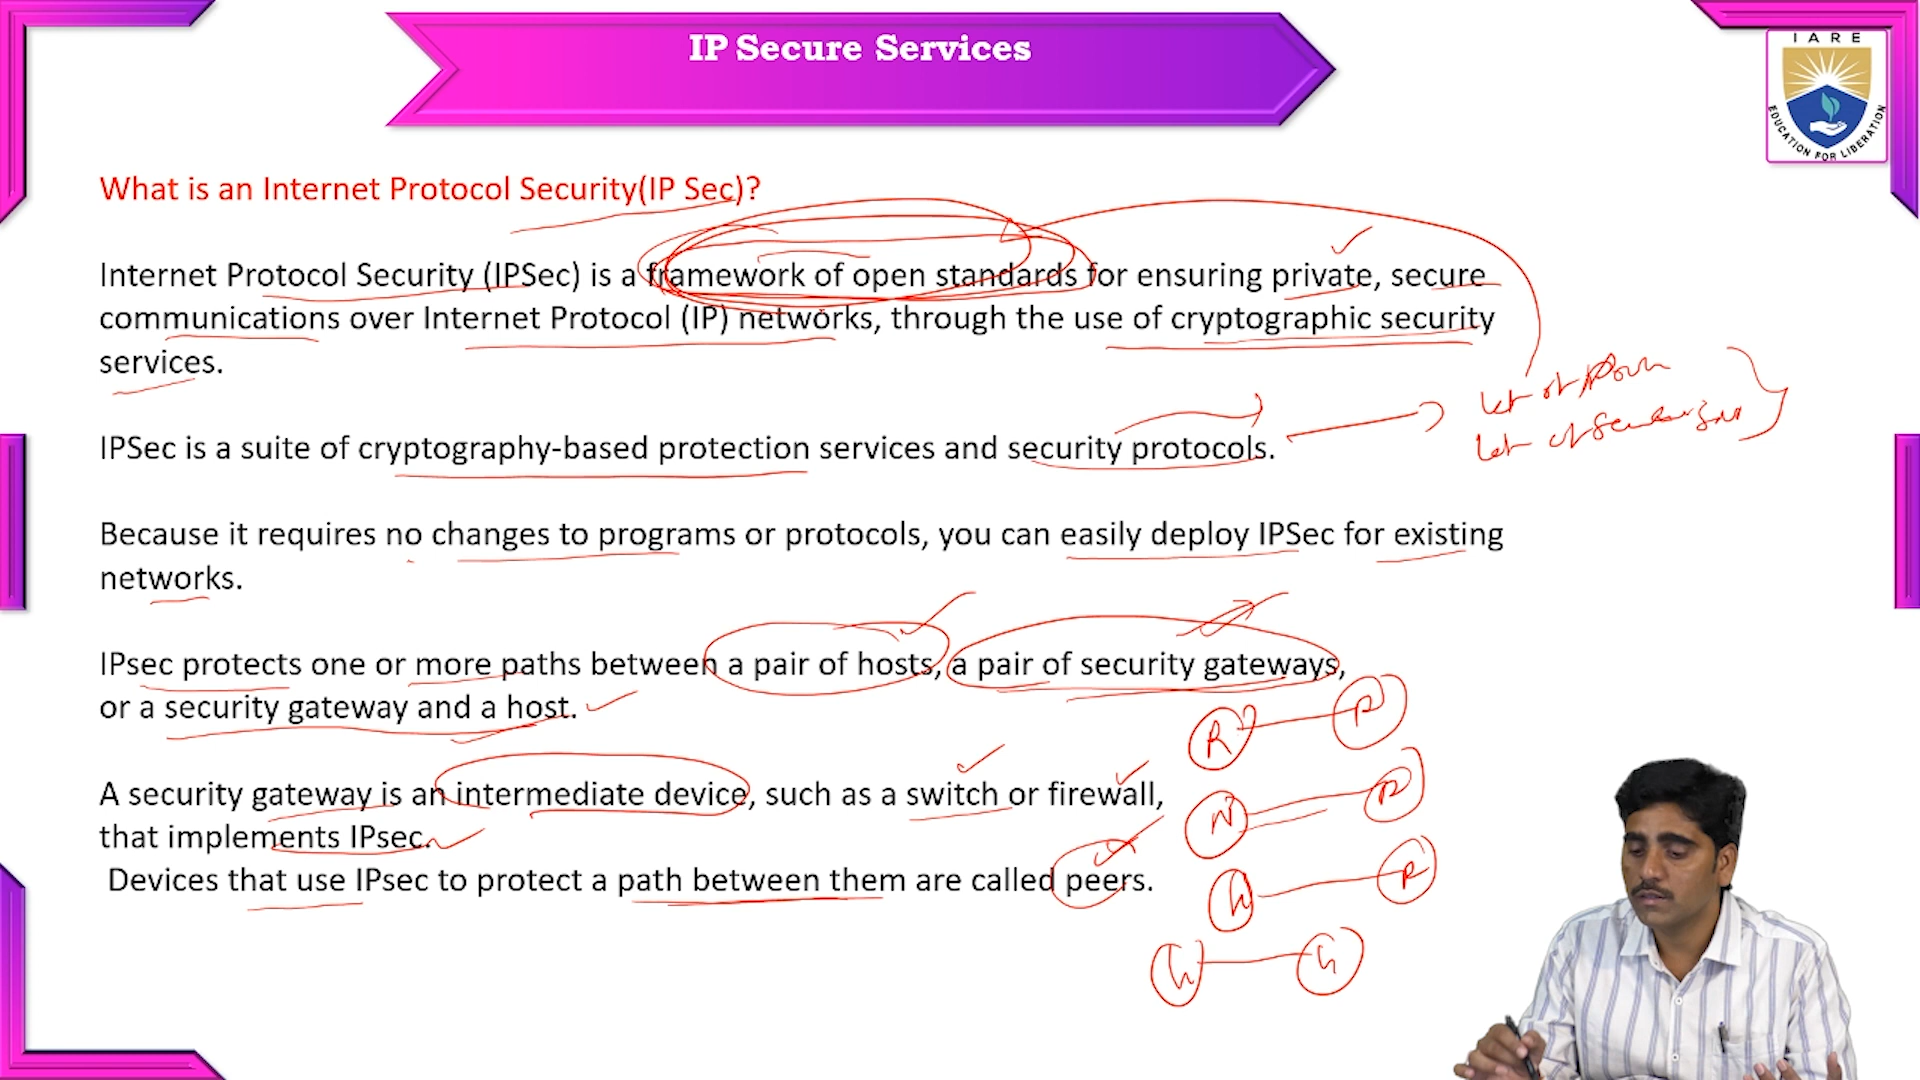 IP Secure Services
IARE
EDUCATION FOR LIBERATION
What is an Internet Protocol Security(IP Sec)?
Internet Protocol Security (IPSec) is a framework of open standards for ensuring private, secure
communications over Internet Protocol (IP) networks, through the use of cryptographic security
services.
IPSec is a suite of cryptography-based protection services and security protocols.
Because it requires no changes to programs or protocols, you can easily deploy IPSec for existing
networks.
IPsec protects one or more paths between a pair of hosts, a pair of security gateways,
or a security gateway and a host.
A security gateway is an intermediate device, such as a switch or firewall,
that implements IPsec.
Devices that use IPsec to protect a path between them are called peers.
R R
N R
h R
h G